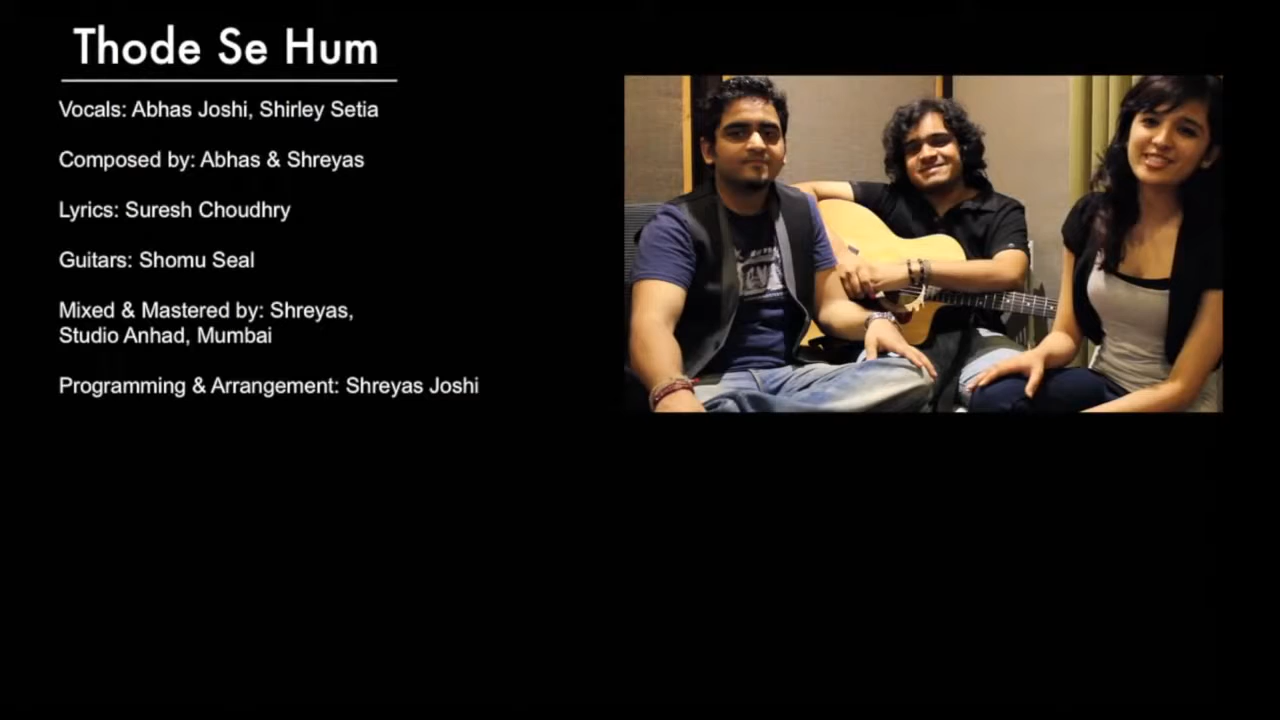 Thode Se Hum
Vocals: Abhas Joshi, Shirley Setia
Composed by: Abhas & Shreyas
Lyrics: Suresh Choudhry
Guitars: Shomu Seal
Mixed & Mastered by: Shreyas,
Studio Anhad, Mumbai
Programming & Arrangement: Shreyas Joshi